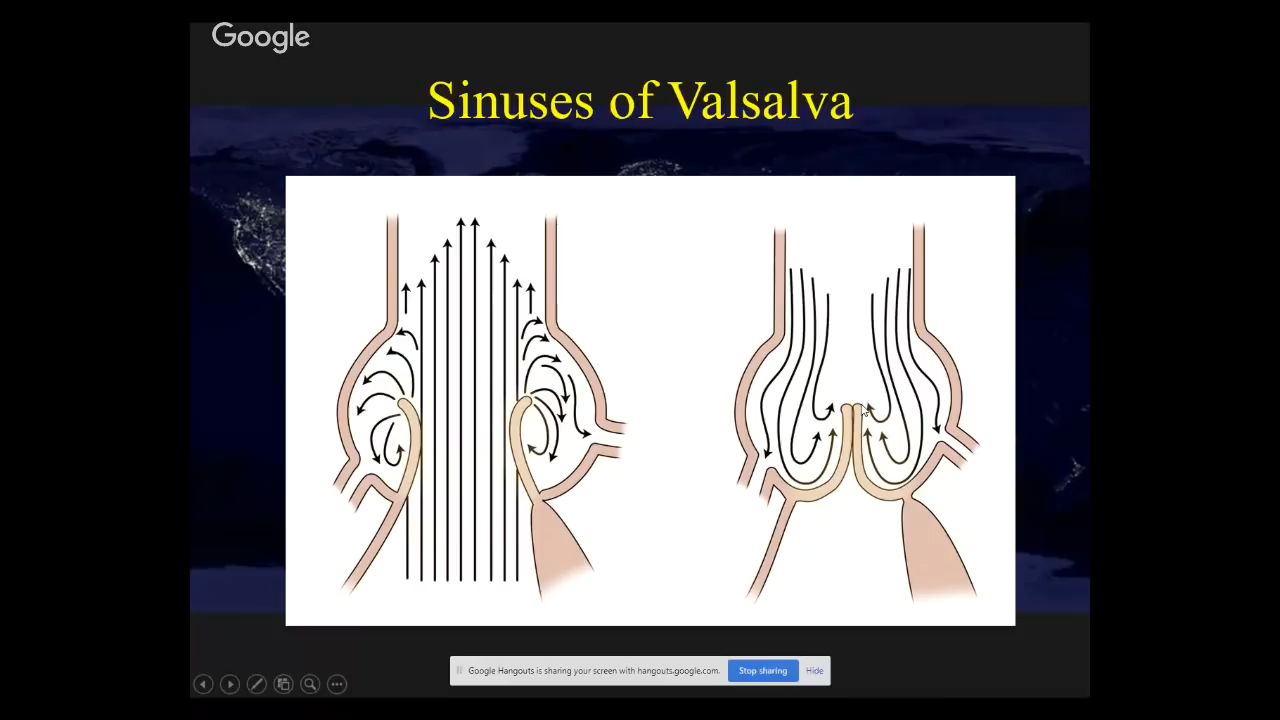 Google
Sinuses of Valsalva
Google Hangouts is sharing your screen with hangouts.google.com.
Stop sharing
Hide